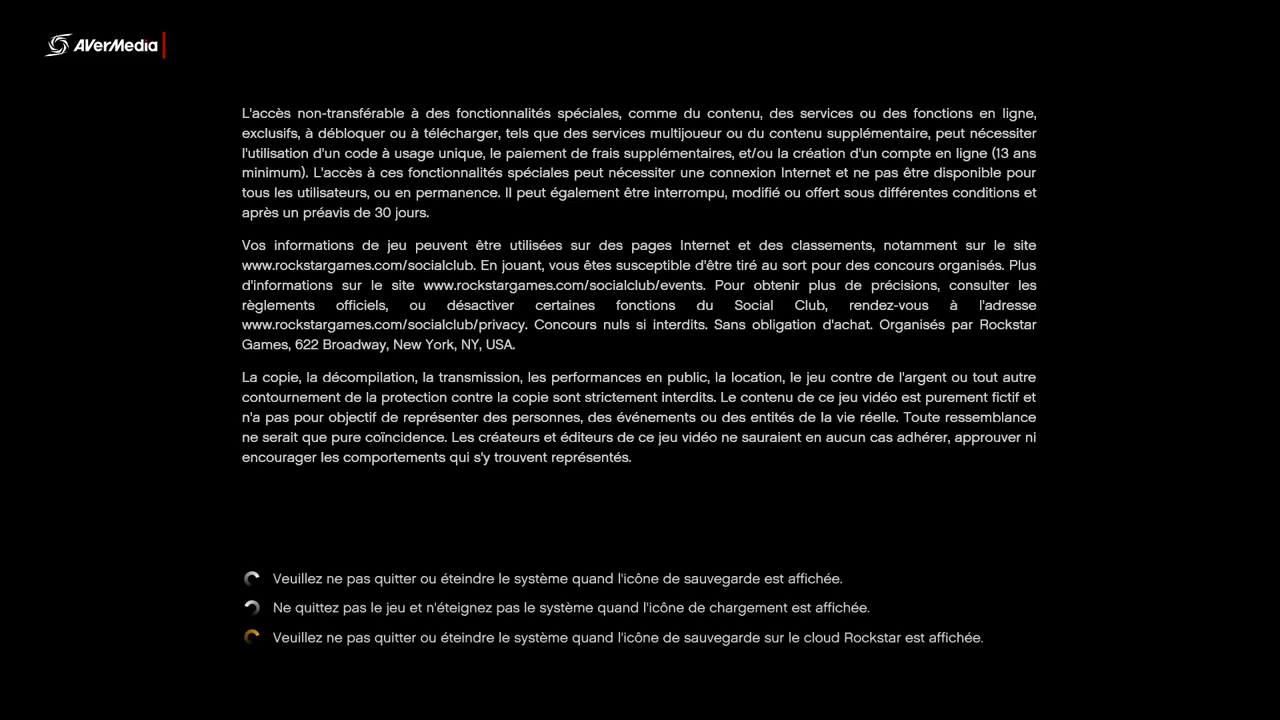 AVerMedia
L'accès non-transférable à des fonctionnalités spéciales, comme du contenu, des services ou des fonctions en ligne,
exclusifs, à débloquer ou à télécharger, tels que des services multijoueur ou du contenu supplémentaire, peut nécessiter
l'utilisation d'un code à usage unique, le paiement de frais supplémentaires, et/ou la création d'un compte en ligne (13 ans
minimum). L'accès à ces fonctionnalités spéciales peut nécessiter une connexion Internet et ne pas être disponible pour
tous les utilisateurs, ou en permanence. Il peut également être interrompu, modifié ou offert sous différentes conditions et
après un préavis de 30 jours.
Vos informations de jeu peuvent être utilisées sur des pages Internet et des classements, notamment sur le site
www.rockstargames.com/socialclub. En jouant, vous êtes susceptible d'être tiré au sort pour des concours organisés. Plus
d'informations sur le site www.rockstargames.com/socialclub/events. Pour obtenir plus de précisions, consulter les
règlements officiels, ou désactiver certaines fonctions du Social Club, rendez-vous à l'adresse
www.rockstargames.com/socialclub/privacy. Concours nuls si interdits. Sans obligation d'achat. Organisés par Rockstar
Games, 622 Broadway, New York, NY, USA.
La copie, la décompilation, la transmission, les performances en public, la location, le jeu contre de l'argent ou tout autre
contournement de la protection contre la copie sont strictement interdits. Le contenu de ce jeu vidéo est purement fictif et
n'a pas pour objectif de représenter des personnes, des événements ou des entités de la vie réelle. Toute ressemblance
ne serait que pure coïncidence. Les créateurs et éditeurs de ce jeu vidéo ne sauraient en aucun cas adhérer, approuver ni
encourager les comportements qui s'y trouvent représentés.
Veuillez ne pas quitter ou éteindre le système quand l'icône de sauvegarde est affichée.
Ne quittez pas le jeu et n'éteignez pas le système quand l'icône de chargement est affichée.
Veuillez ne pas quitter ou éteindre le système quand l'icône de sauvegarde sur le cloud Rockstar est affichée.